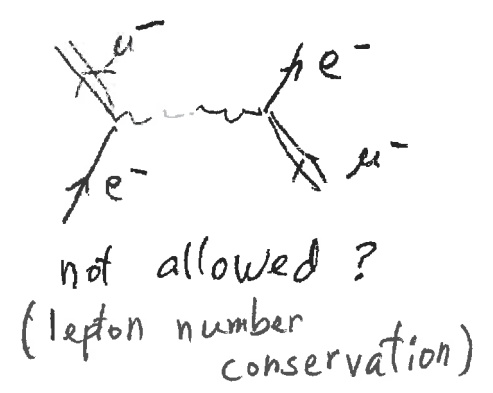 μ⁻
e⁻
e⁻
μ⁻
not allowed ?
(lepton number
conservation)